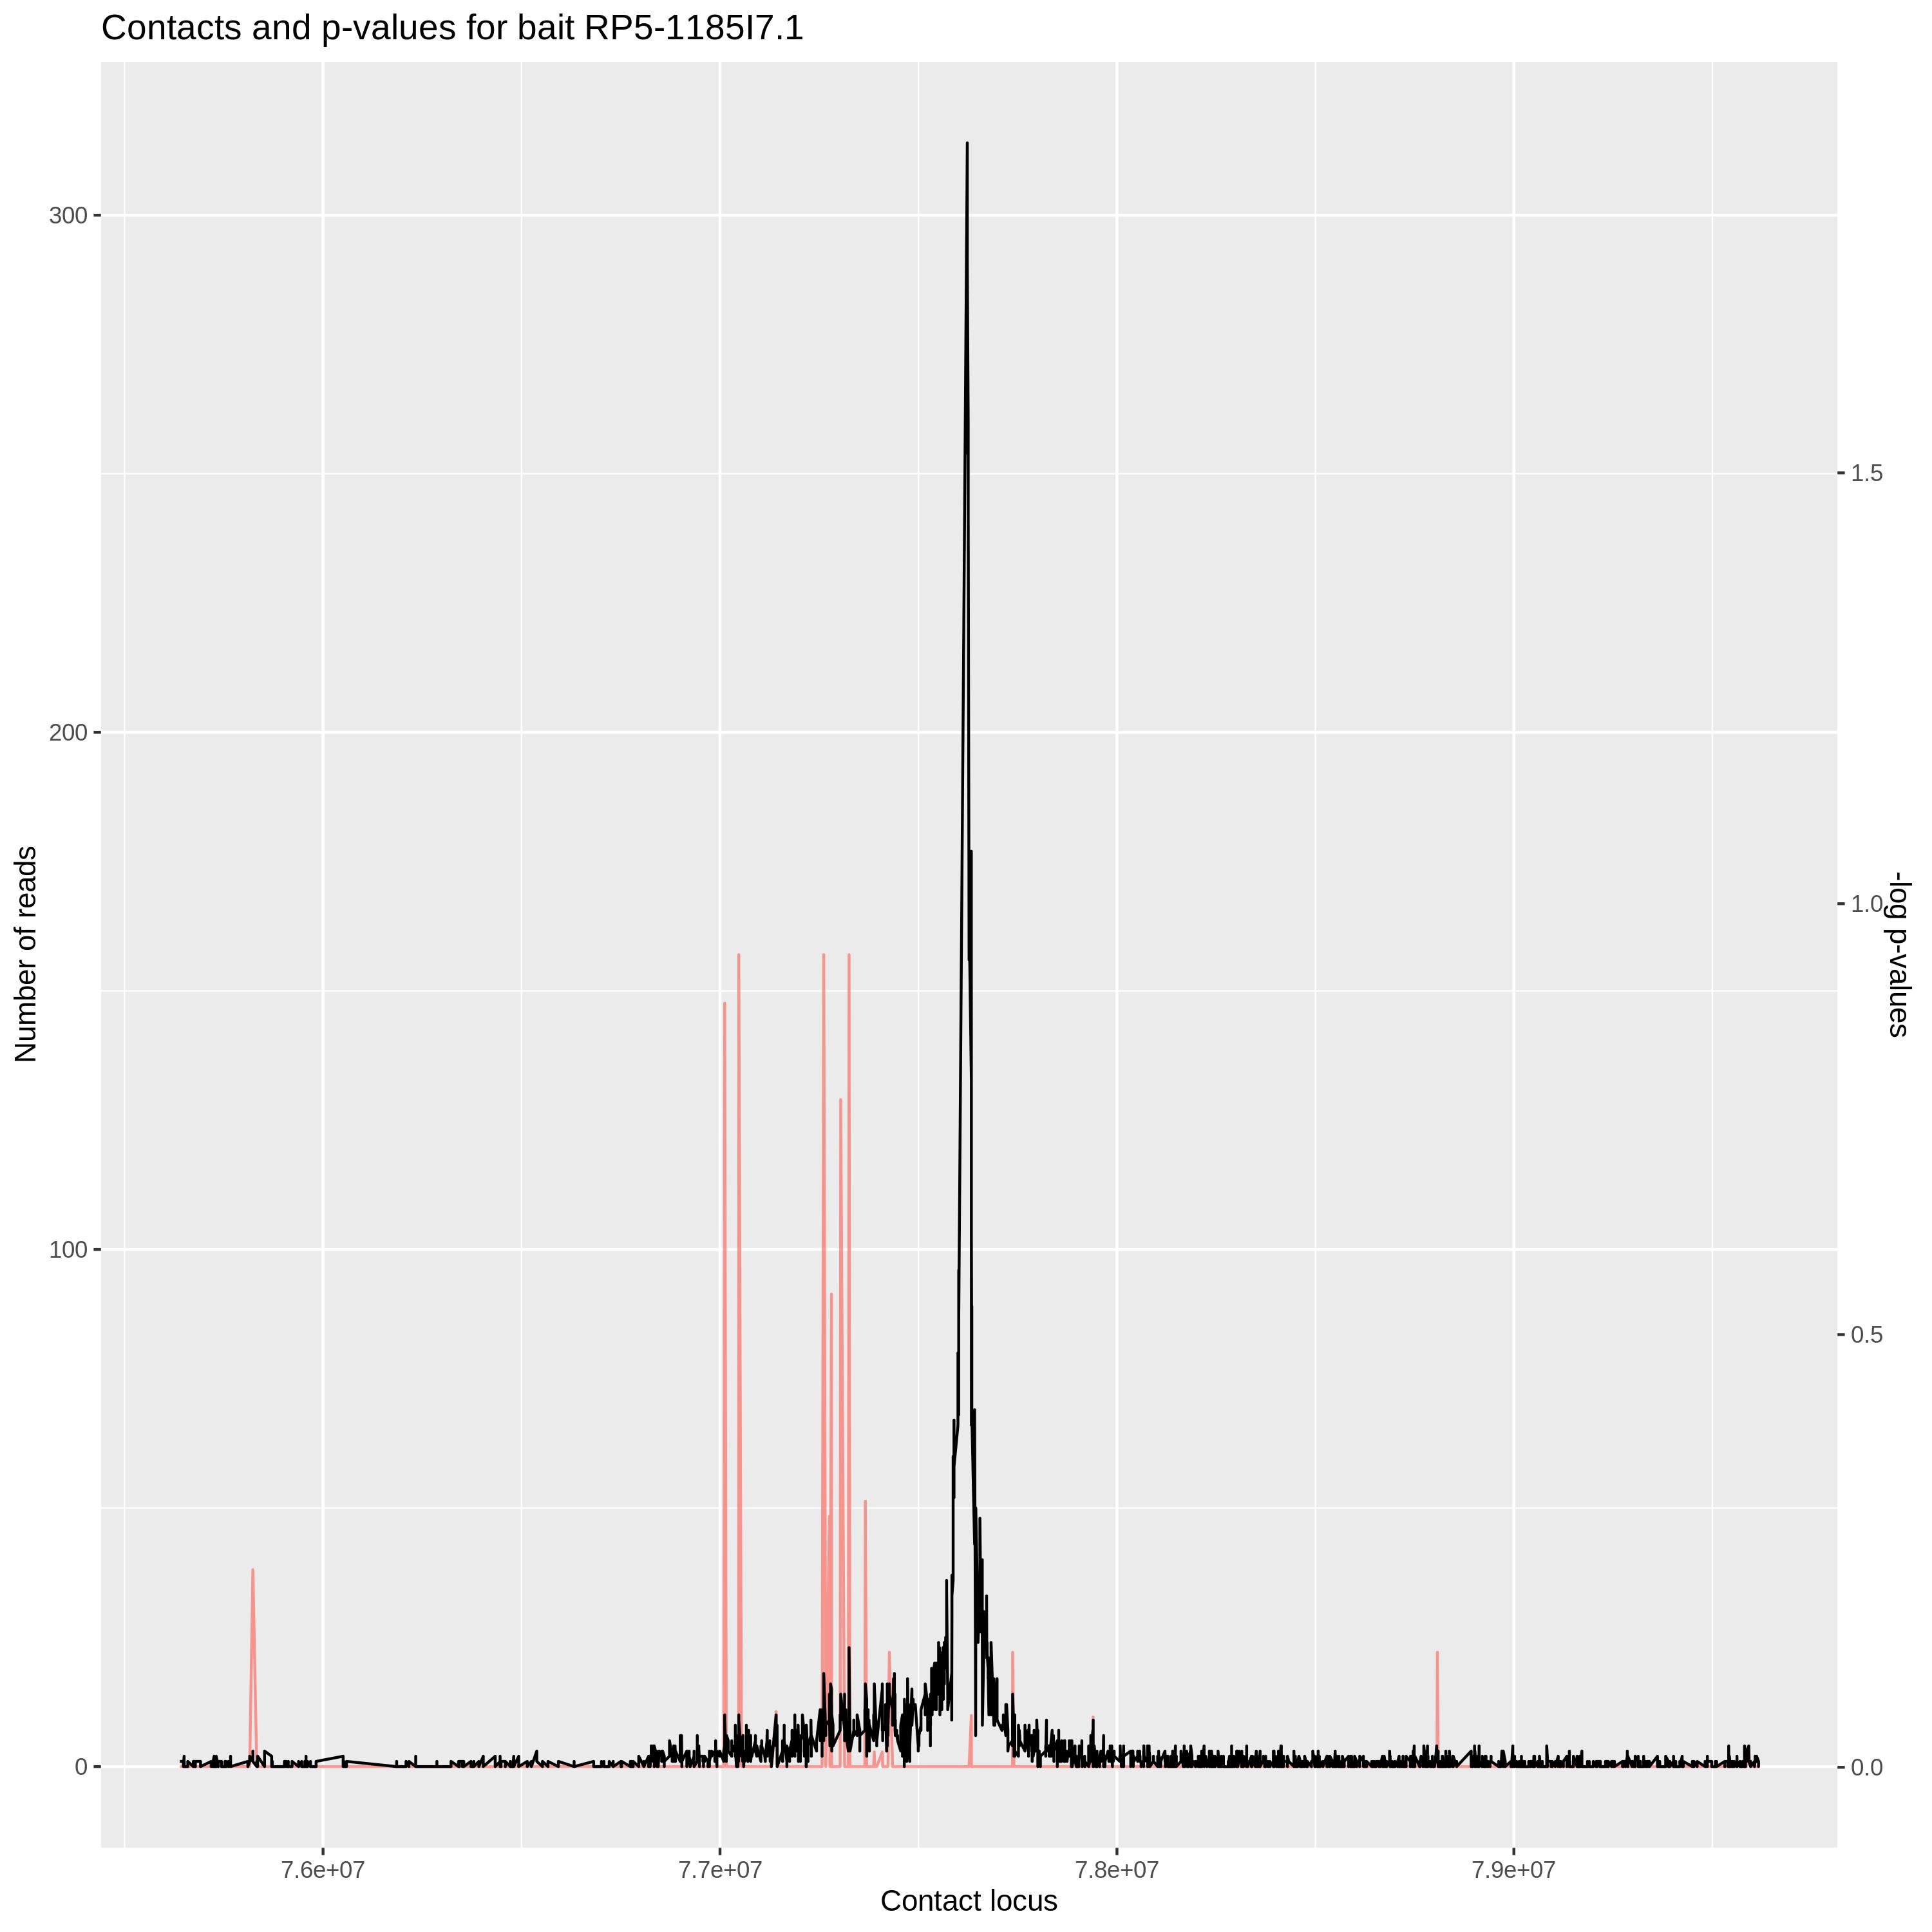 Contacts and p-values for bait RP5-1185I7.1
300
200
100
0
Number of reads
1.5
1.0
0.5
0.0
-log p-values
7.6e+07
7.7e+07
7.8e+07
7.9e+07
Contact locus